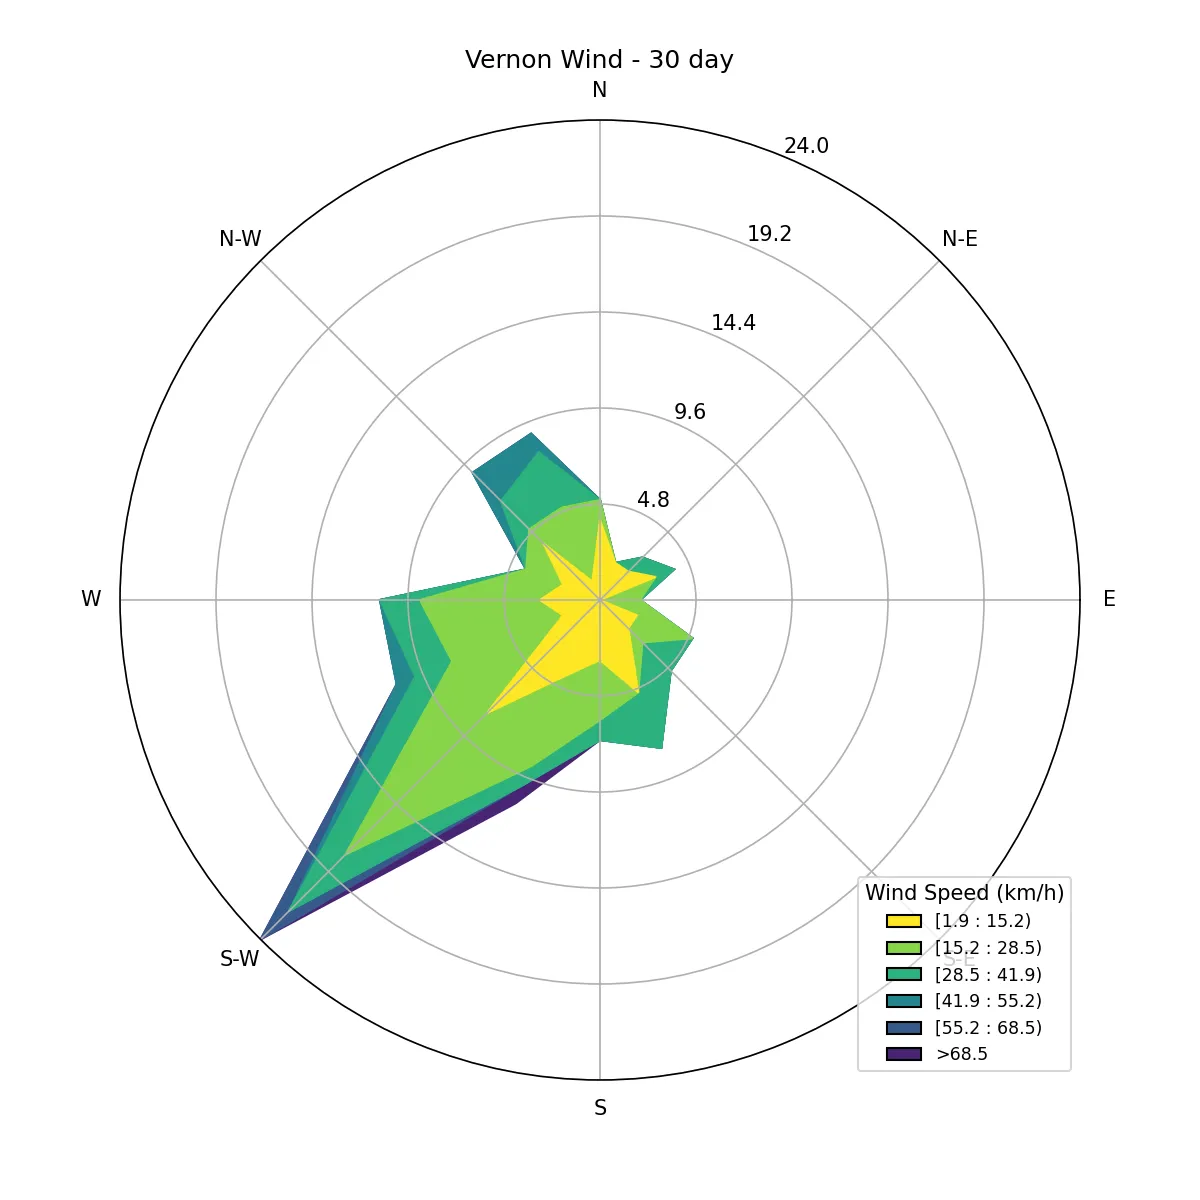 Vernon Wind - 30 day
N
24.0
N-W
19.2
N-E
14.4
9.6
4.8
W
E
Wind Speed (km/h)
[1.9 : 15.2)
[15.2 : 28.5)
S-W
S-E
[28.5 : 41.9)
[41.9 : 55.2)
[55.2 : 68.5)
>68.5
S